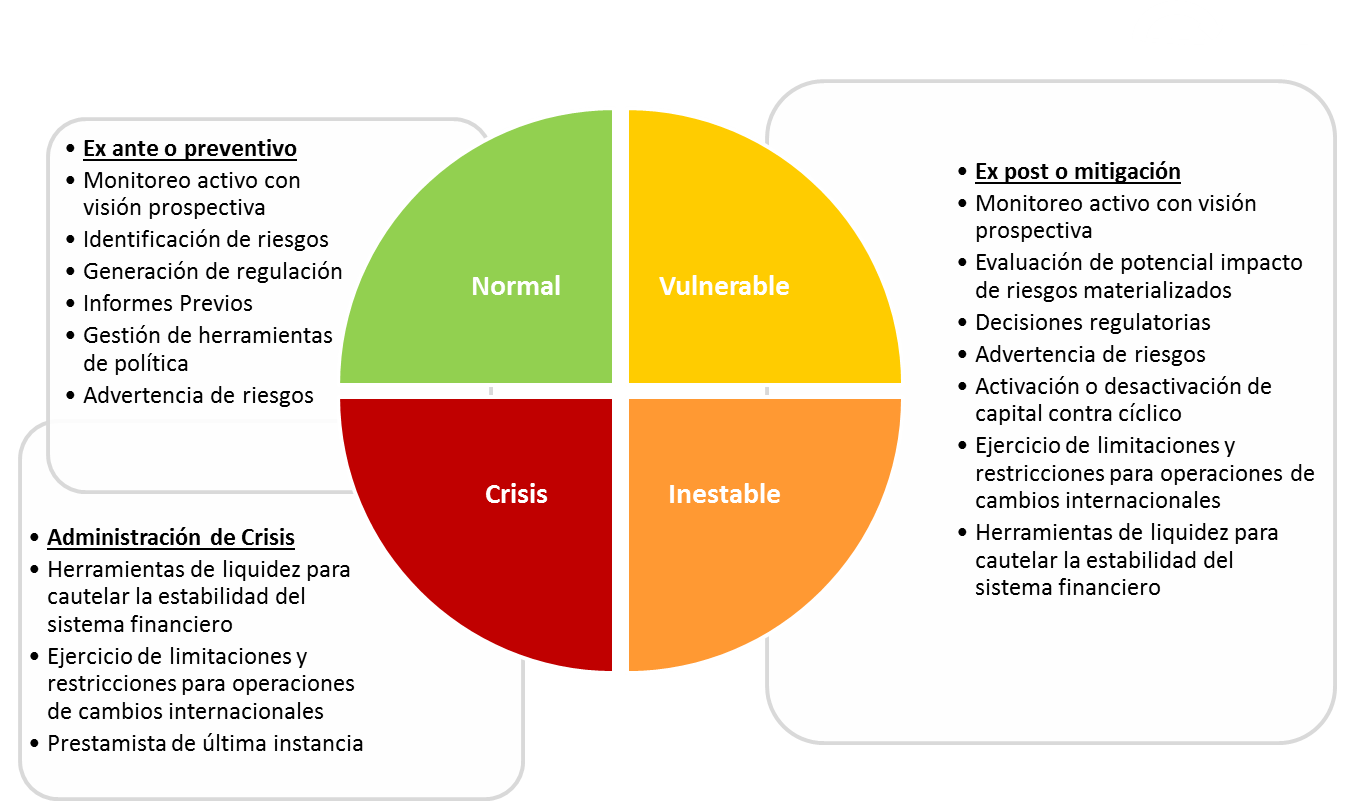 • Ex ante o preventivo
• Monitoreo activo con
visión prospectiva
• Identificación de riesgos
• Generación de regulación
• Informes Previos
• Gestión de herramientas
de política
• Advertencia de riesgos
Normal
Vulnerable
Crisis
Inestable
• Ex post o mitigación
• Monitoreo activo con visión
prospectiva
• Evaluación de potencial impacto
de riesgos materializados
• Decisiones regulatorias
• Advertencia de riesgos
• Activación o desactivación de
capital contra cíclico
• Ejercicio de limitaciones y
restricciones para operaciones de
cambios internacionales
• Herramientas de liquidez para
cautelar la estabilidad del
sistema financiero
• Administración de Crisis
• Herramientas de liquidez para
cautelar la estabilidad del
sistema financiero
• Ejercicio de limitaciones y
restricciones para operaciones
de cambios internacionales
• Prestamista de última instancia